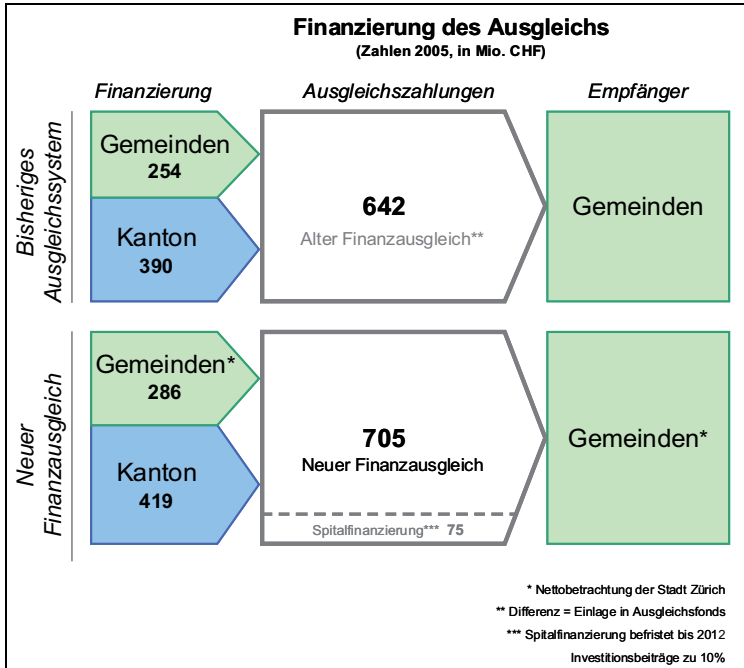 Finanzierung des Ausgleichs
(Zahlen 2005, in Mio. CHF)
Finanzierung
Ausgleichszahlungen
Empfänger
Bisheriges
Ausgleichssystem
Gemeinden
254
Kanton
390
642
Alter Finanzausgleich**
Gemeinden
Neuer
Finanzausgleich
Gemeinden*
286
Kanton
419
705
Neuer Finanzausgleich
Spitalfinanzierung*** 75
Gemeinden*
* Nettobetrachtung der Stadt Zürich
** Differenz = Einlage in Ausgleichsfonds
*** Spitalfinanzierung befristet bis 2012
Investitionsbeiträge zu 10%